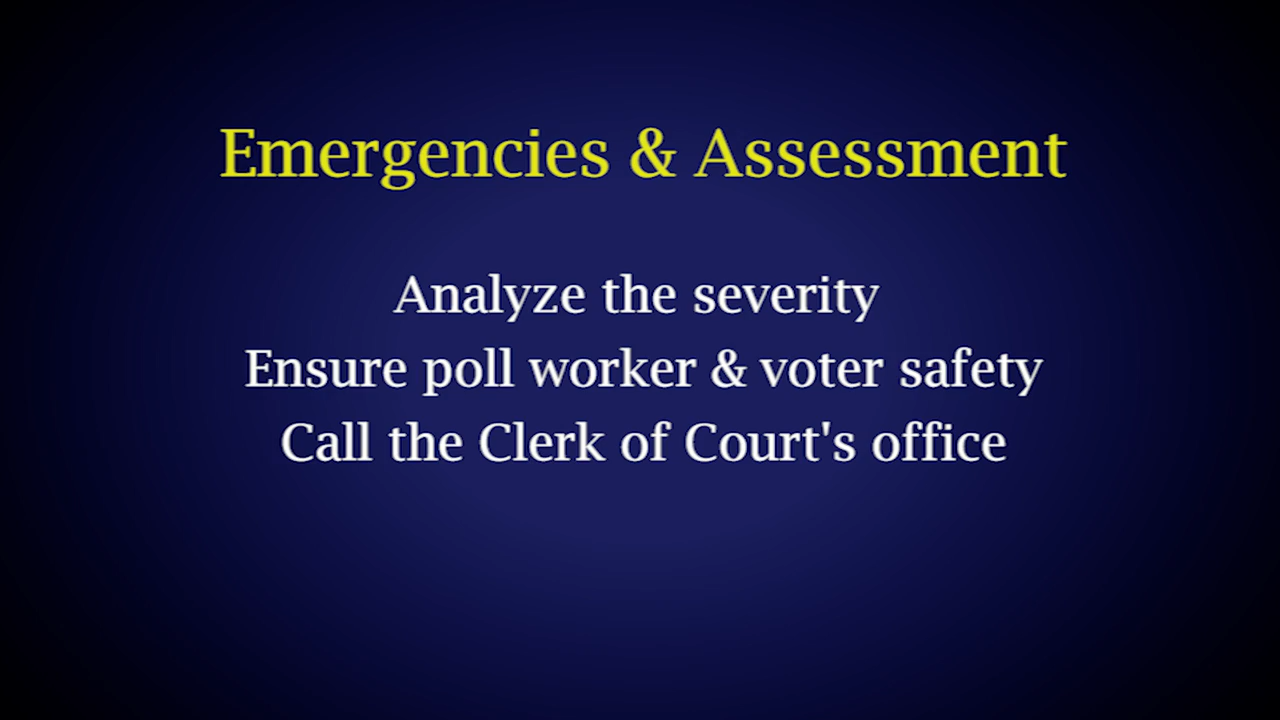 Emergencies & Assessment
Analyze the severity
Ensure poll worker & voter safety
Call the Clerk of Court's office